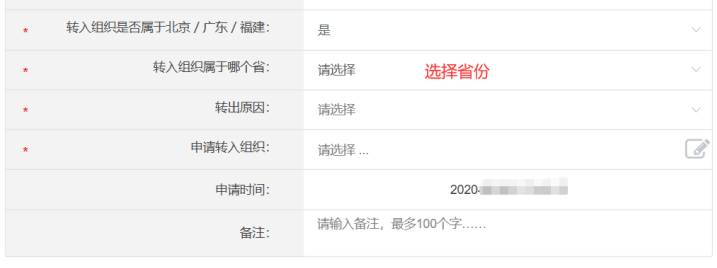 * 转入组织是否属于北京／广东／福建： 是
* 转入组织属于哪个省： 请选择 选择省份
* 转出原因： 请选择
* 申请转入组织： 请选择 ...
申请时间： 2020
备注： 请输入备注，最多100个字……